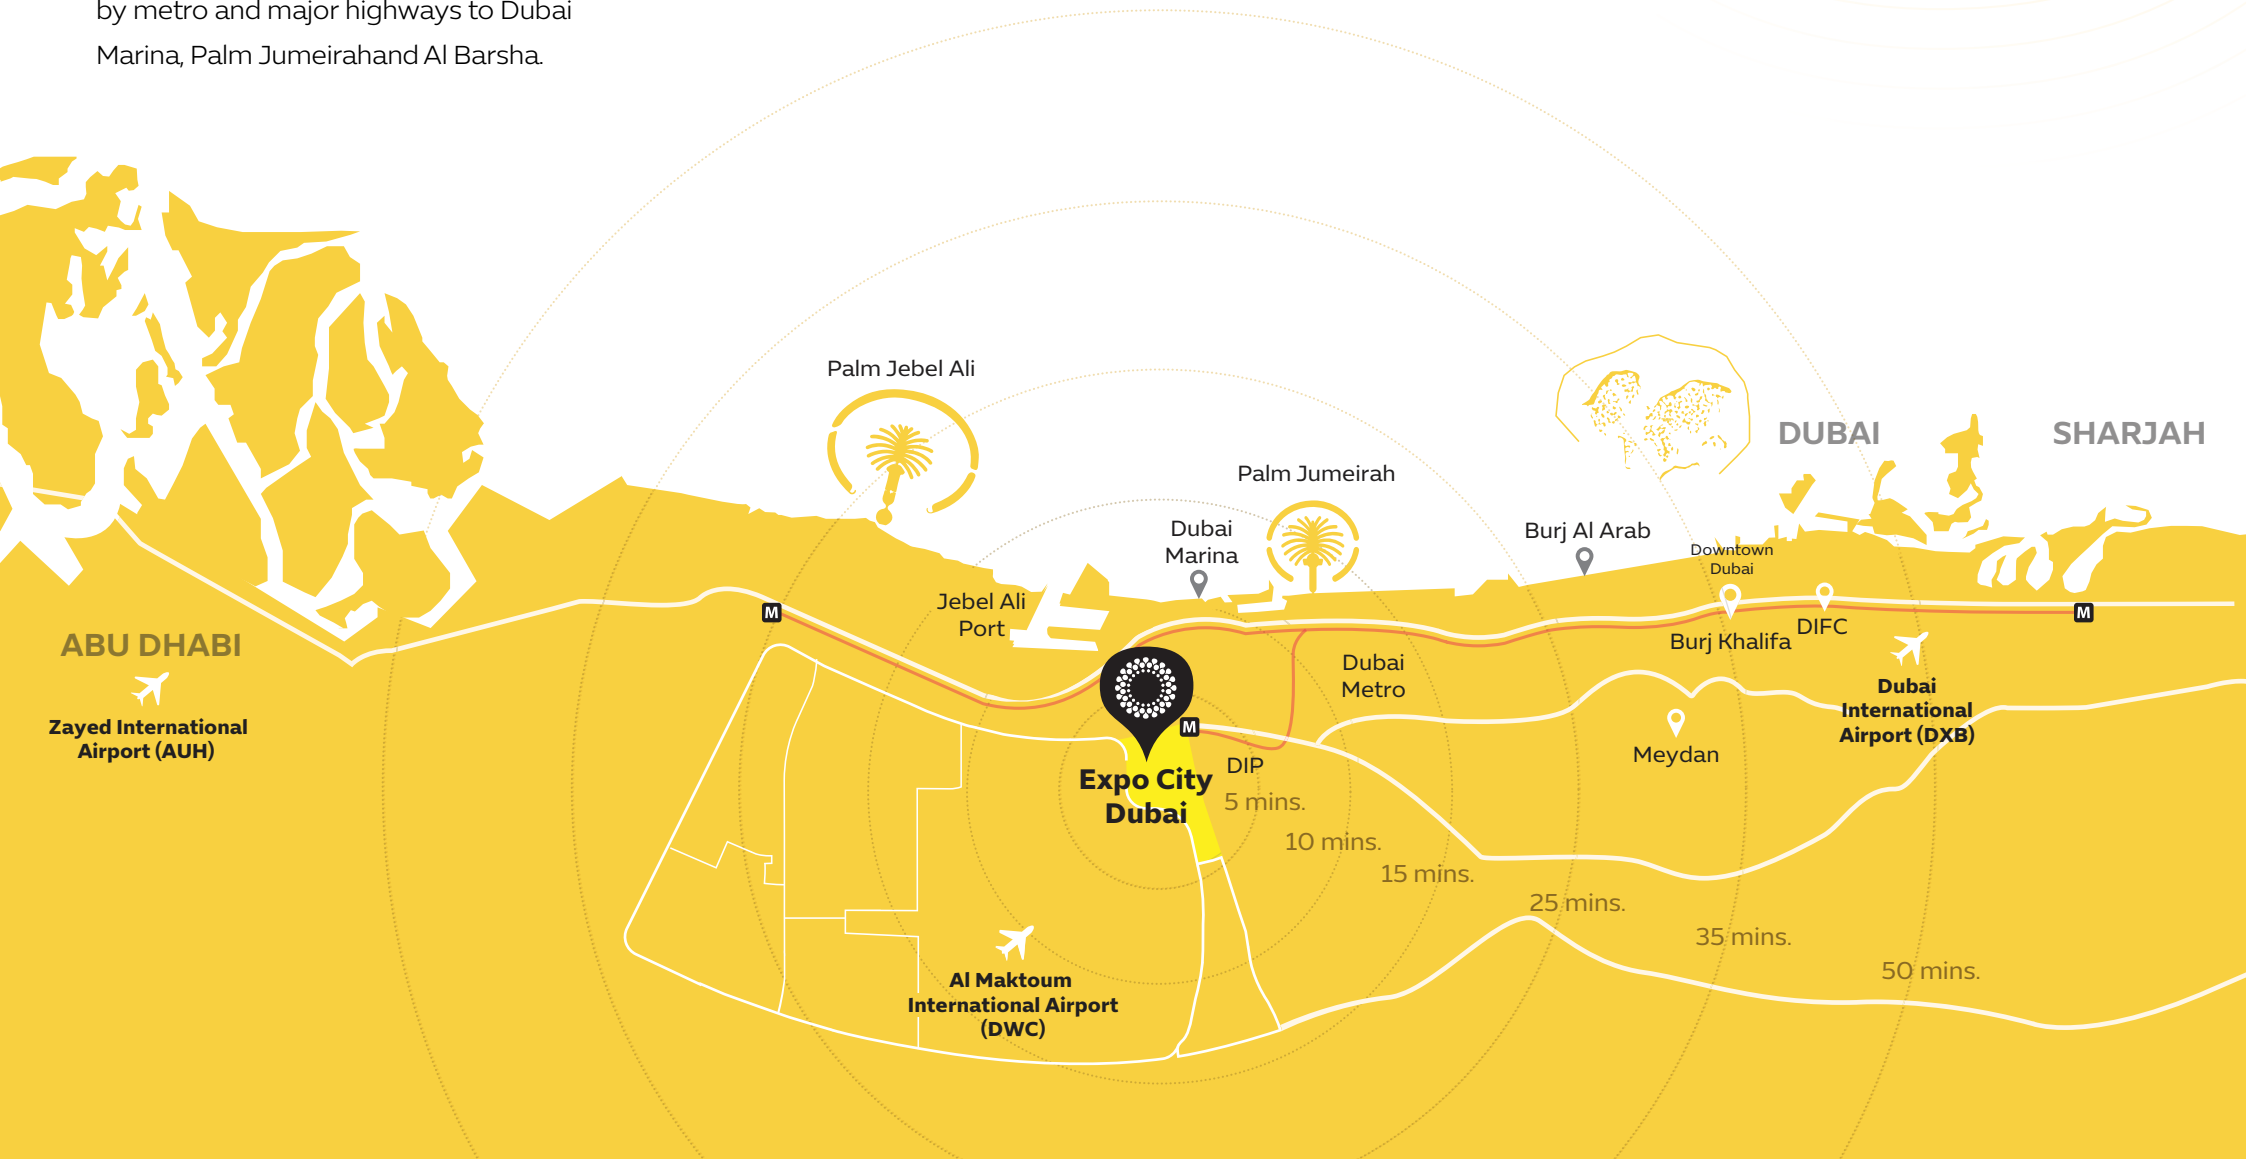 by metro and major highways to Dubai
Marina, Palm Jumeirahand Al Barsha.
Palm Jebel Ali
DUBAI
SHARJAH
Palm Jumeirah
Dubai
Marina
Burj Al Arab
Downtown
Dubai
Jebel Ali
Port
M
M
ABU DHABI
Burj Khalifa
DIFC
Dubai
Metro
Zayed International
Airport (AUH)
Dubai
International
Airport (DXB)
M
Meydan
DIP
Expo City
Dubai
5 mins.
10 mins.
15 mins.
25 mins.
35 mins.
50 mins.
Al Maktoum
International Airport
(DWC)